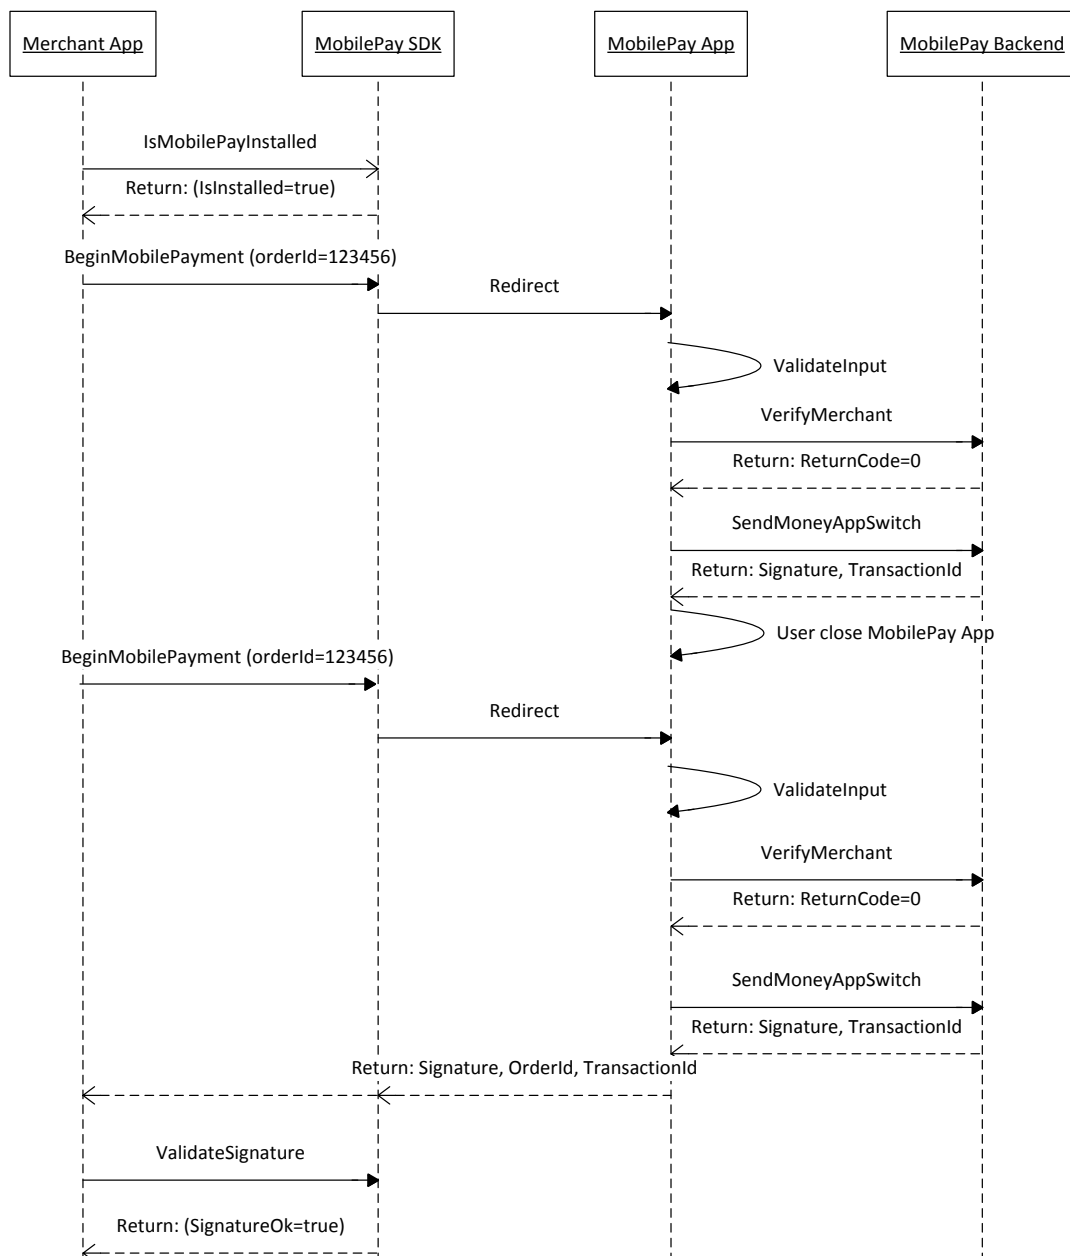 Merchant App
MobilePay SDK
MobilePay App
MobilePay Backend
IsMobilePayInstalled
Return: (IsInstalled=true)
BeginMobilePayment (orderId=123456)
Redirect
ValidateInput
VerifyMerchant
Return: ReturnCode=0
SendMoneyAppSwitch
Return: Signature, TransactionId
User close MobilePay App
BeginMobilePayment (orderId=123456)
Redirect
ValidateInput
VerifyMerchant
Return: ReturnCode=0
SendMoneyAppSwitch
Return: Signature, TransactionId
Return: Signature, OrderId, TransactionId
ValidateSignature
Return: (SignatureOk=true)